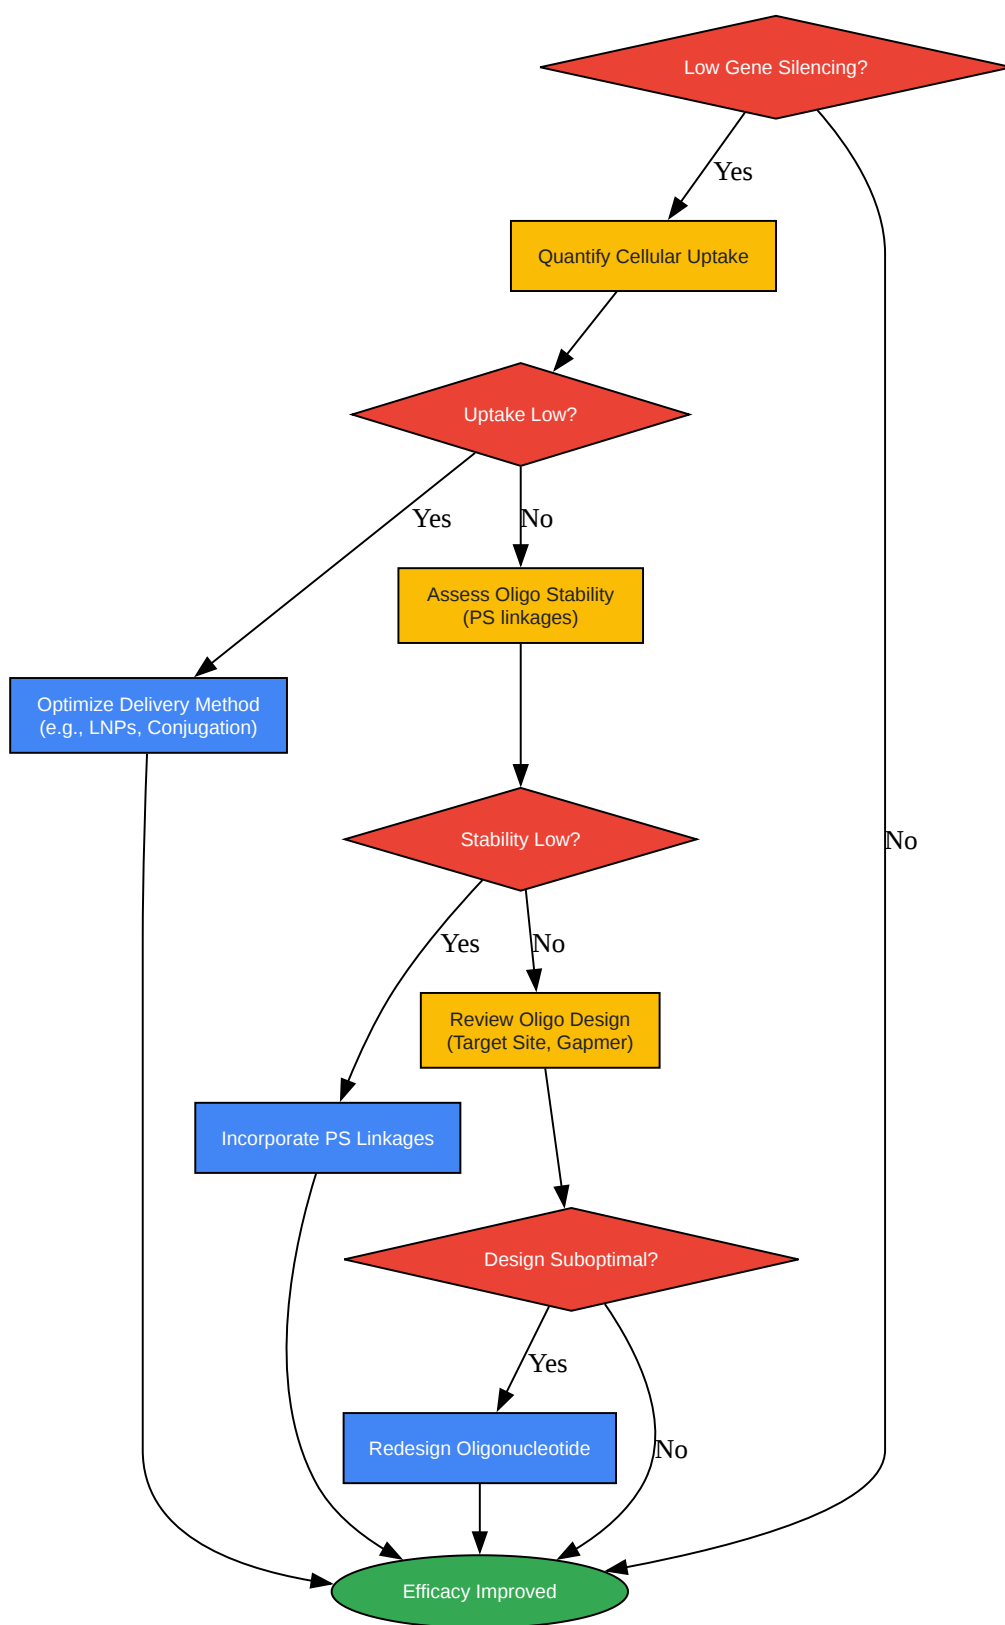 Low Gene Silencing?
Yes
Quantify Cellular Uptake
Uptake Low?
Yes
No
Assess Oligo Stability
(PS linkages)
Optimize Delivery Method
(e.g., LNPs, Conjugation)
Stability Low?
No
Yes
No
Review Oligo Design
(Target Site, Gapmer)
Incorporate PS Linkages
Design Suboptimal?
Yes
Redesign Oligonucleotide
No
Efficacy Improved